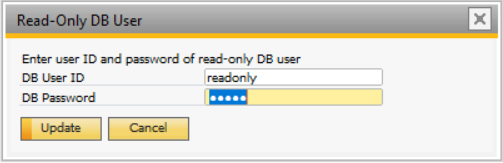 Read-Only DB User
Enter user ID and password of read-only DB user
DB User ID readonly
DB Password •••••
Update Cancel